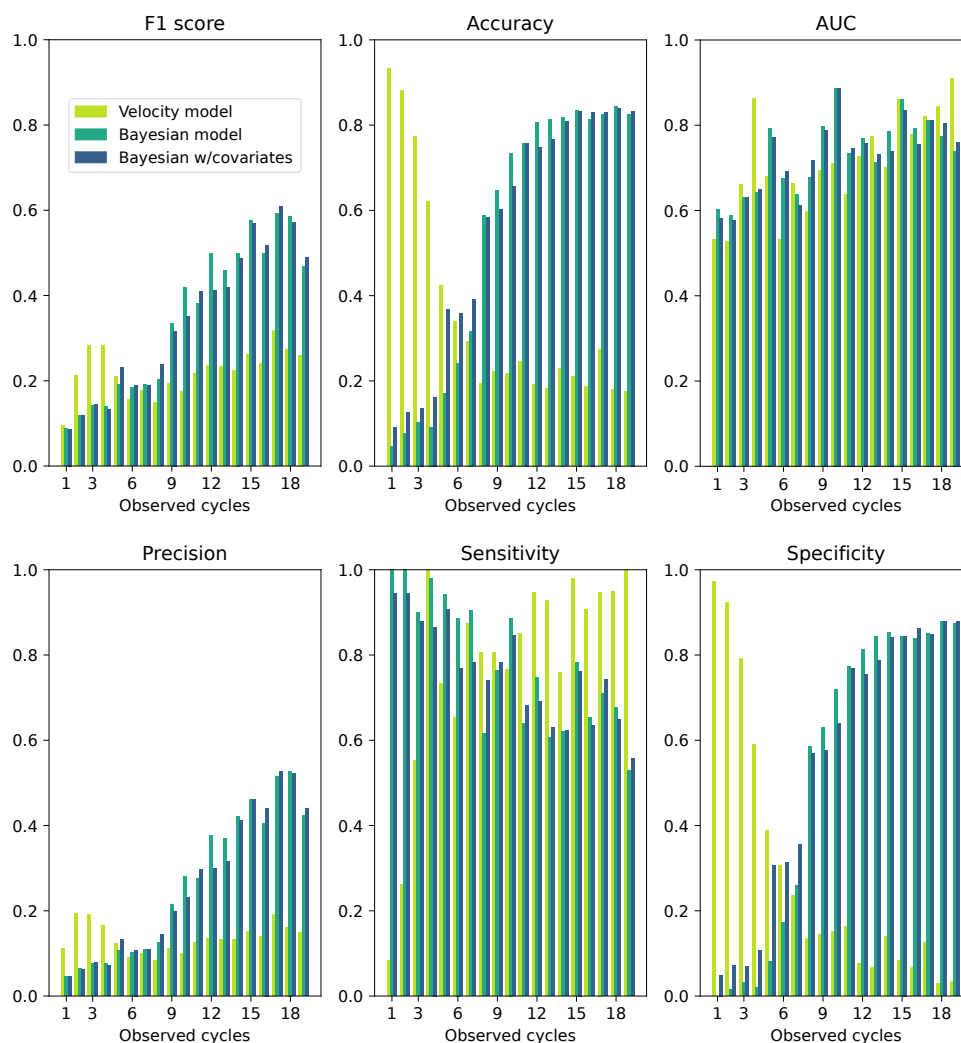 F1 score
Accuracy
AUC
1.0
0.8
0.6
0.4
0.2
0.0
Velocity model
Bayesian model
Bayesian w/covariates
1 3 6 9 12 15 18
Observed cycles
1.0
0.8
0.6
0.4
0.2
0.0
1 3 6 9 12 15 18
Observed cycles
1.0
0.8
0.6
0.4
0.2
0.0
1 3 6 9 12 15 18
Observed cycles
Precision
Sensitivity
Specificity
1.0
0.8
0.6
0.4
0.2
0.0
1 3 6 9 12 15 18
Observed cycles
1.0
0.8
0.6
0.4
0.2
0.0
1 3 6 9 12 15 18
Observed cycles
1.0
0.8
0.6
0.4
0.2
0.0
1 3 6 9 12 15 18
Observed cycles